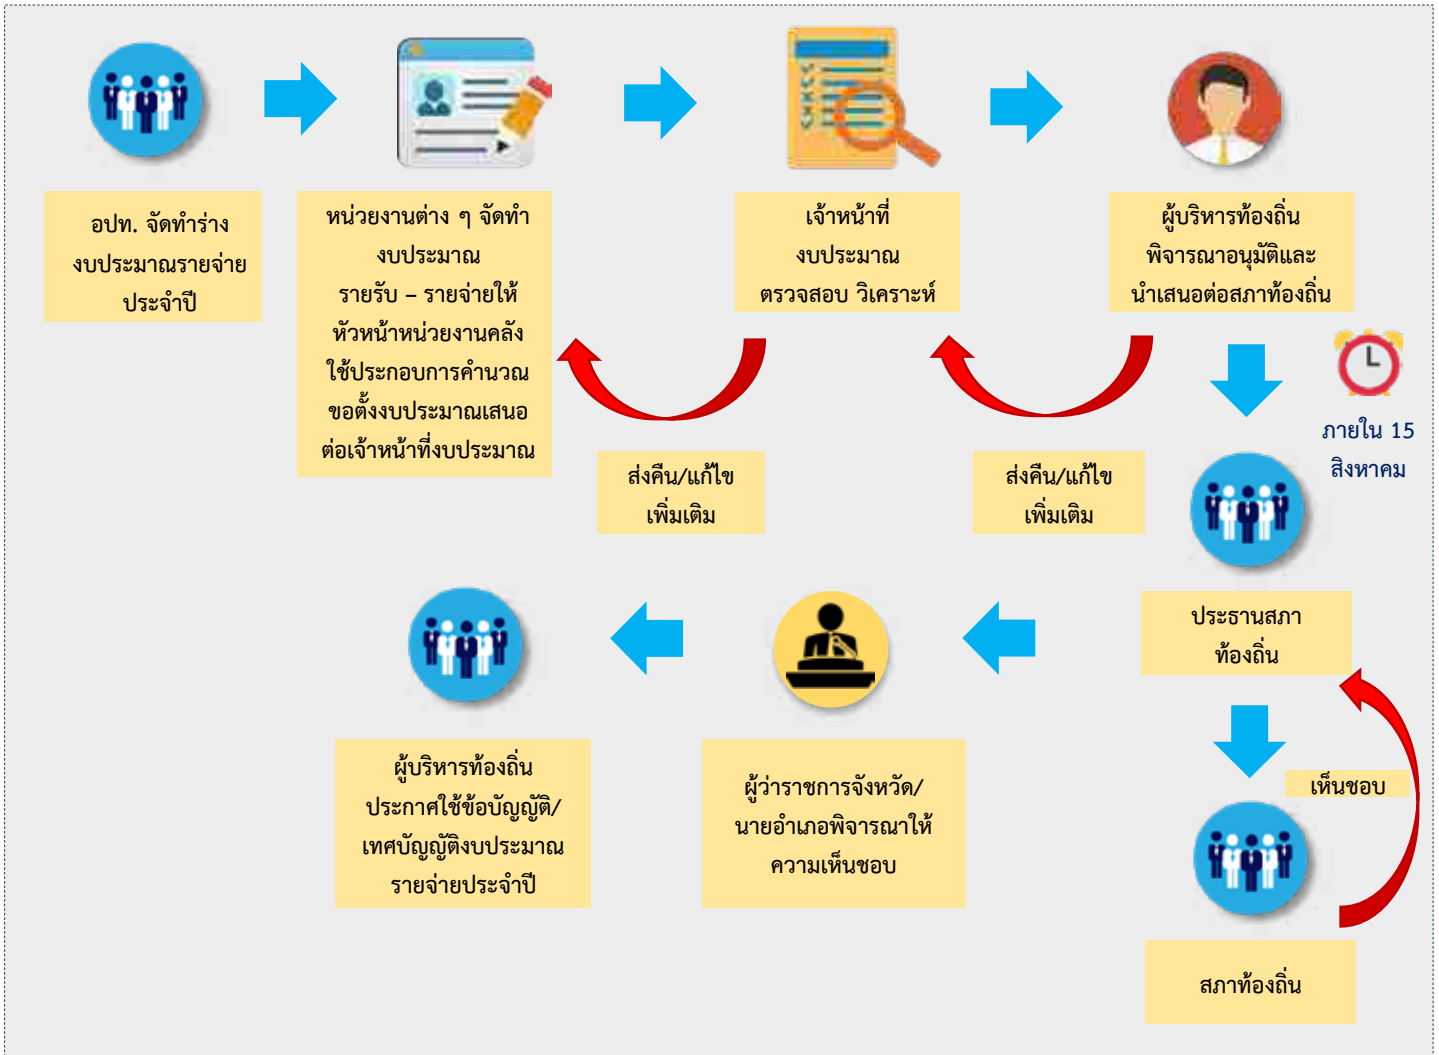 อปท. จัดทำร่าง
งบประมาณรายจ่าย
ประจำปี
หน่วยงานต่าง ๆ จัดทำ
งบประมาณ
รายรับ – รายจ่ายให้
หัวหน้าหน่วยงานคลัง
ใช้ประกอบการคำนวณ
ขอตั้งงบประมาณเสนอ
ต่อเจ้าหน้าที่งบประมาณ
เจ้าหน้าที่
งบประมาณ
ตรวจสอบ วิเคราะห์
ผู้บริหารท้องถิ่น
พิจารณาอนุมัติและ
นำเสนอต่อสภาท้องถิ่น
ส่งคืน/แก้ไข
เพิ่มเติม
ส่งคืน/แก้ไข
เพิ่มเติม
ภายใน 15
สิงหาคม
ประธานสภา
ท้องถิ่น
เห็นชอบ
สภาท้องถิ่น
ผู้ว่าราชการจังหวัด/
นายอำเภอพิจารณาให้
ความเห็นชอบ
ผู้บริหารท้องถิ่น
ประกาศใช้ข้อบัญญัติ/
เทศบัญญัติงบประมาณ
รายจ่ายประจำปี